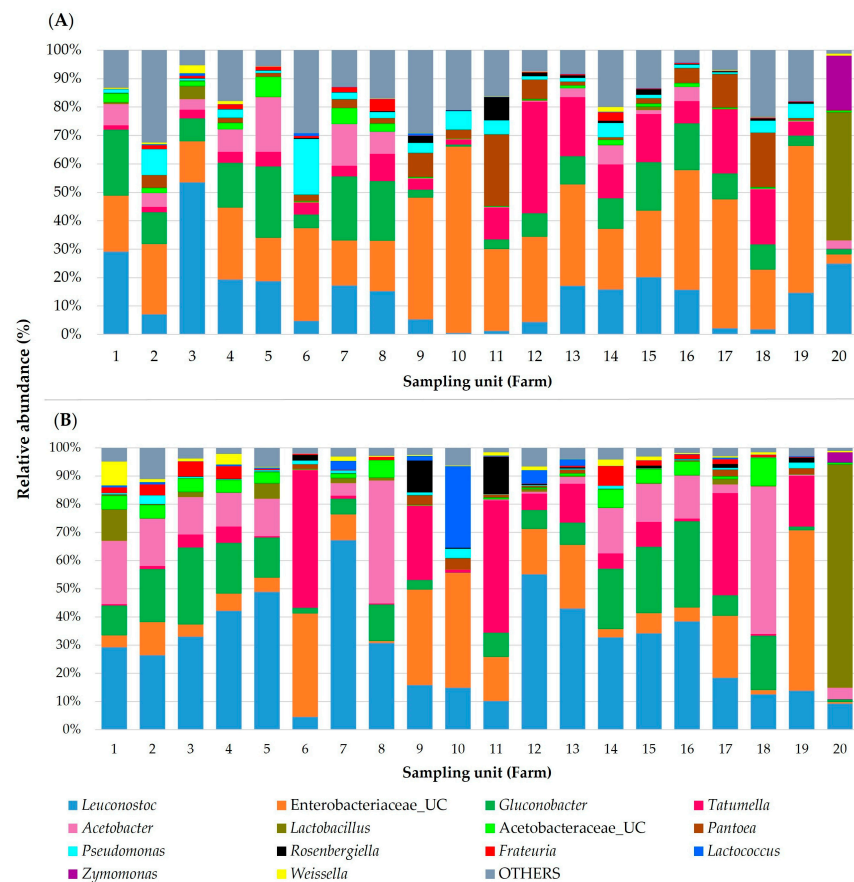 (A)
100%
90%
80%
70%
60%
50%
40%
30%
20%
10%
0%
1 2 3 4 5 6 7 8 9 10 11 12 13 14 15 16 17 18 19 20
Sampling unit (Farm)
Relative abundance (%)
(B)
100%
90%
80%
70%
60%
50%
40%
30%
20%
10%
0%
1 2 3 4 5 6 7 8 9 10 11 12 13 14 15 16 17 18 19 20
Sampling unit (Farm)
Leuconostoc Enterobacteriaceae_UC Gluconobacter Tatumella
Acetobacter Lactobacillus Acetobacteraceae_UC Pantoea
Pseudomonas Rosenbergiella Frateuria Lactococcus
Zymomonas Weissella OTHERS